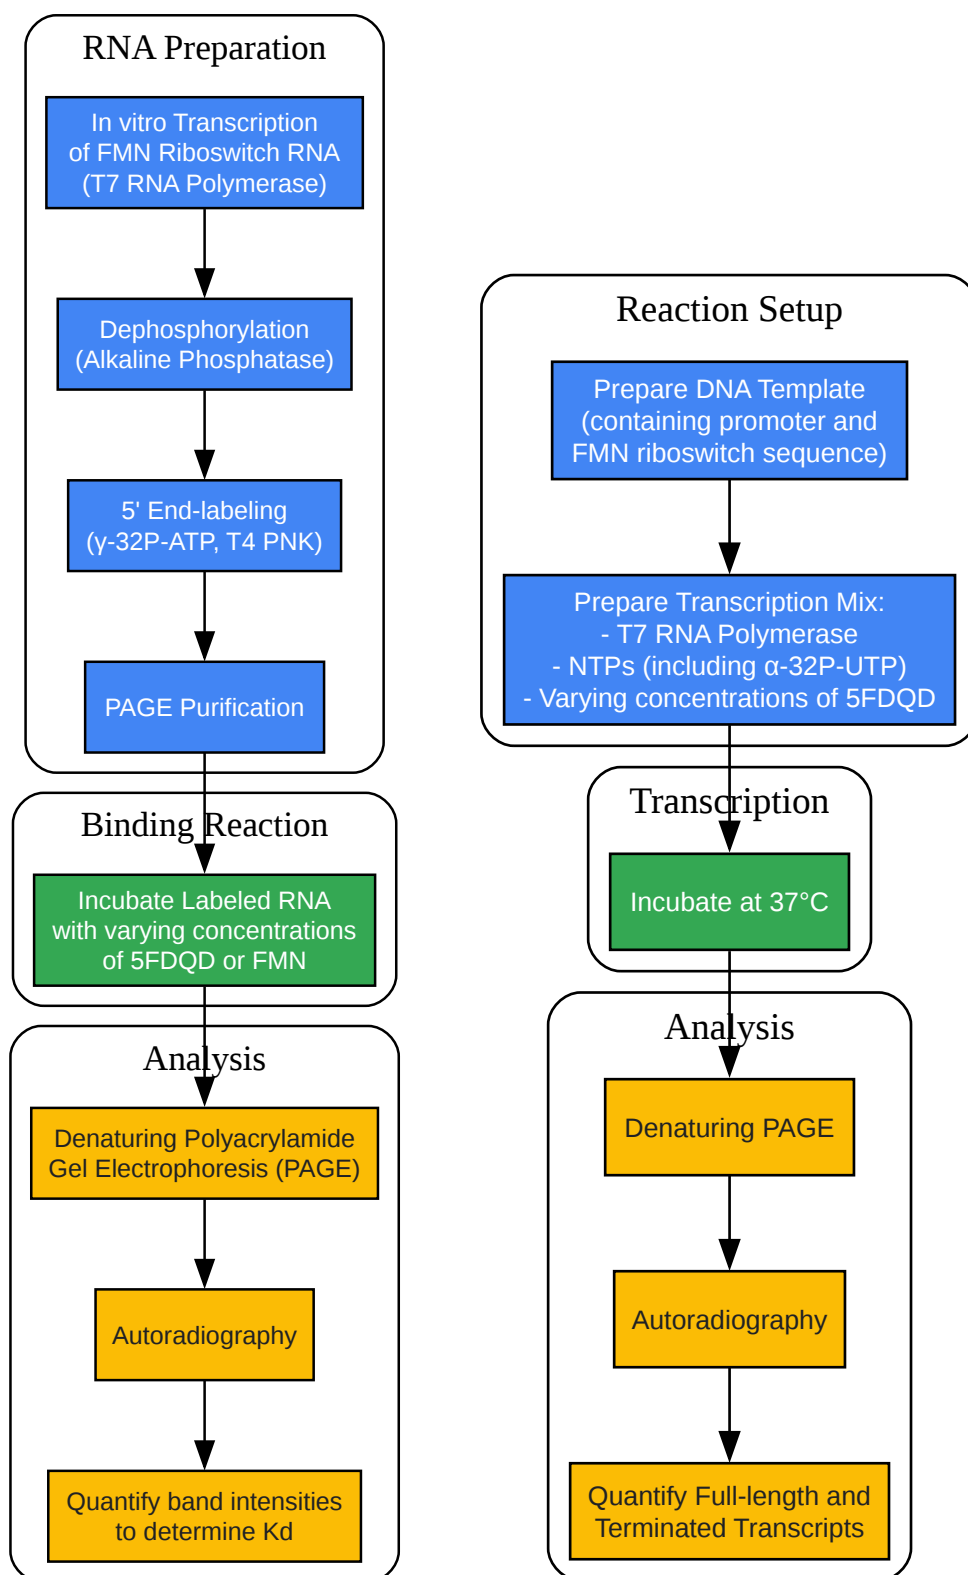 RNA Preparation
In vitro Transcription
of FMN Riboswitch RNA
(T7 RNA Polymerase)
Dephosphorylation
(Alkaline Phosphatase)
5' End-labeling
(γ-32P-ATP, T4 PNK)
PAGE Purification
Binding Reaction
Incubate Labeled RNA
with varying concentrations
of 5FDQD or FMN
Analysis
Denaturing Polyacrylamide
Gel Electrophoresis (PAGE)
Autoradiography
Quantify band intensities
to determine Kd
Reaction Setup
Prepare DNA Template
(containing promoter and
FMN riboswitch sequence)
Prepare Transcription Mix:
- T7 RNA Polymerase
- NTPs (including α-32P-UTP)
- Varying concentrations of 5FDQD
Transcription
Incubate at 37°C
Analysis
Denaturing PAGE
Autoradiography
Quantify Full-length and
Terminated Transcripts